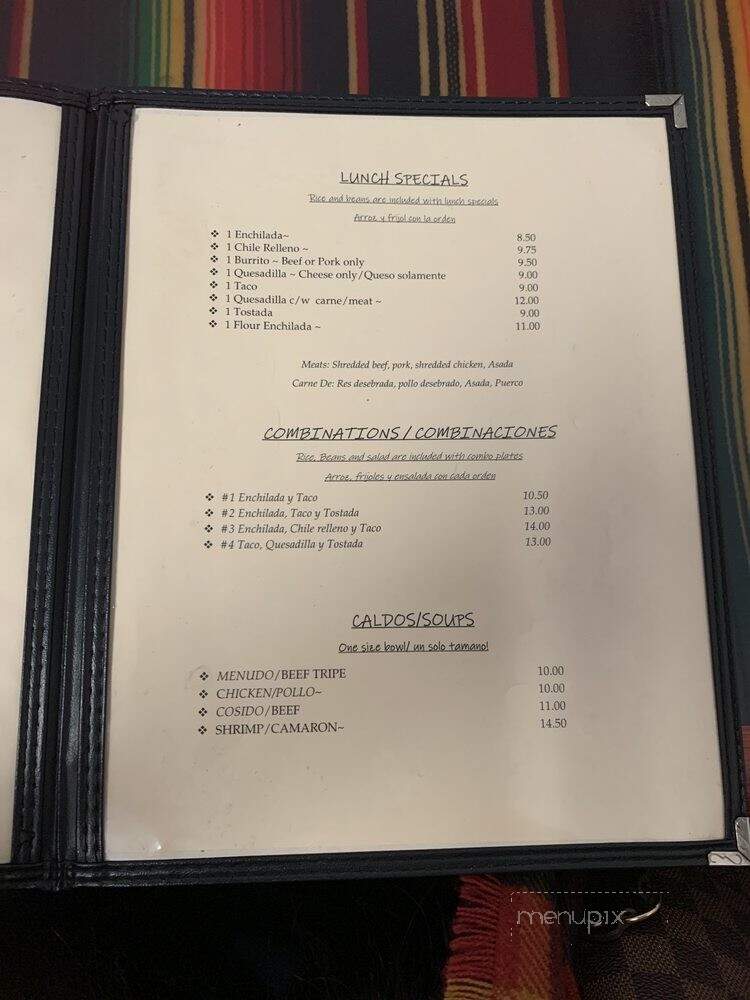 LUNCH SPECIALS
Rice and beans are included with lunch specials
Arroz y frijol con la orden
❖ 1 Enchilada~ 8.50
❖ 1 Chile Relleno ~ 9.75
❖ 1 Burrito ~ Beef or Pork only 9.50
❖ 1 Quesadilla ~ Cheese only/Queso solamente 9.00
❖ 1 Taco 9.00
❖ 1 Quesadilla c/w carne/meat ~ 12.00
❖ 1 Tostada 9.00
❖ 1 Flour Enchilada ~ 11.00
Meats: Shredded beef, pork, shredded chicken, Asada
Carne De: Res desebrada, pollo desebrado, Asada, Puerco
COMBINATIONS / COMBINACIONES
Rice, Beans and salad are included with combo plates
Arroz, frijoles y ensalada con cada orden
❖ #1 Enchilada y Taco 10.50
❖ #2 Enchilada, Taco y Tostada 13.00
❖ #3 Enchilada, Chile relleno y Taco 14.00
❖ #4 Taco, Quesadilla y Tostada 13.00
CALDOS/SOUPS
One size bowl/ un solo tamano!
❖ MENUDO/BEEF TRIPE 10.00
❖ CHICKEN/POLLO~ 10.00
❖ COSIDO/BEEF 11.00
❖ SHRIMP/CAMARON~ 14.50
menupix